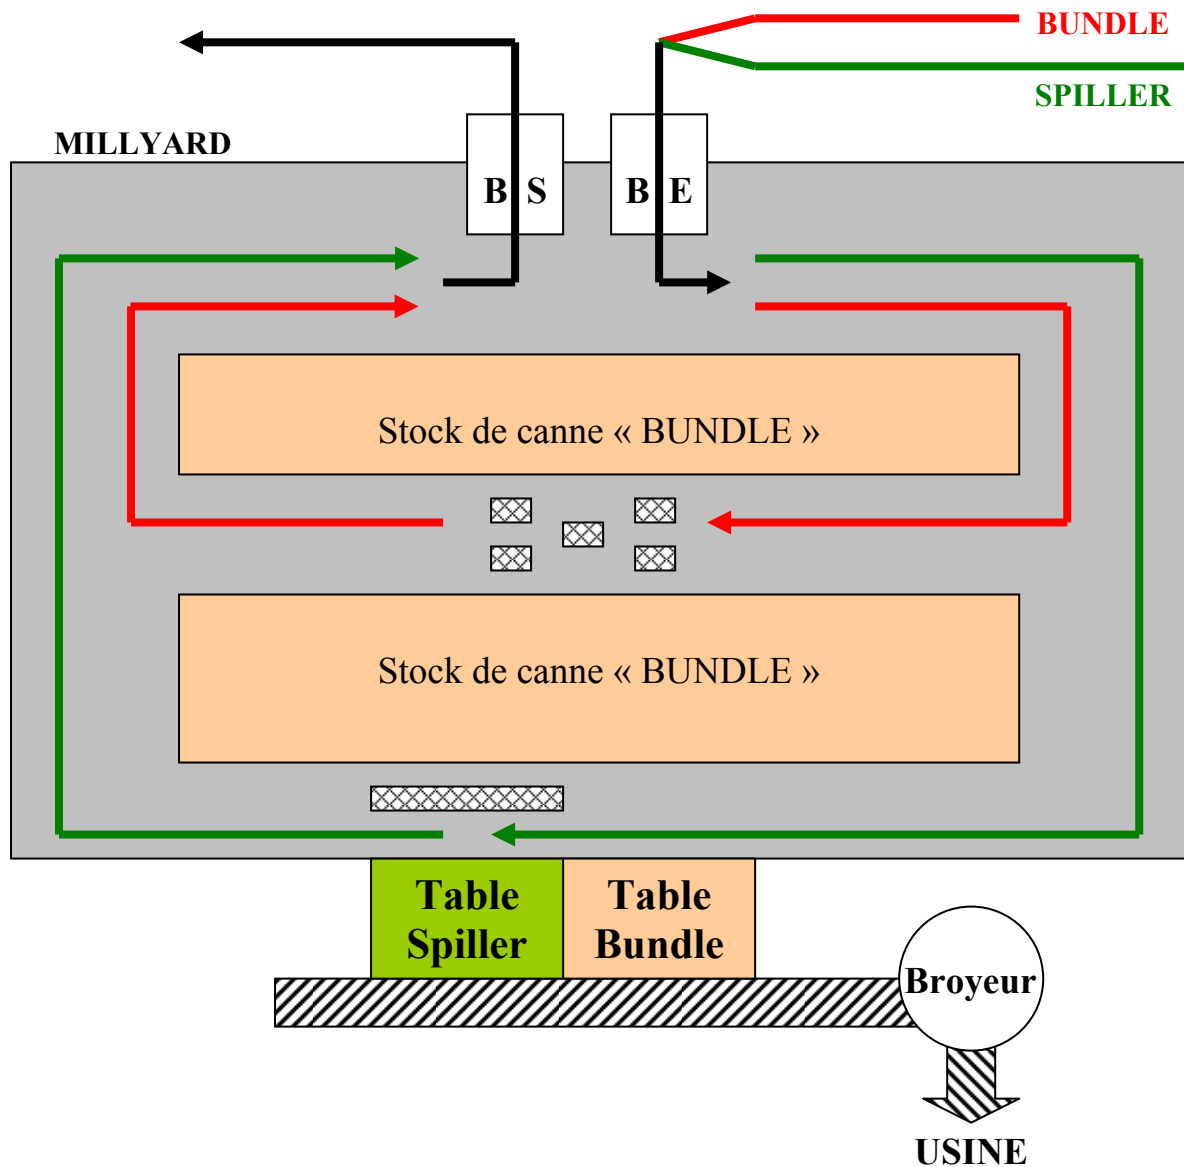 BUNDLE
SPILLER
MILLYARD
B S
B E
Stock de canne « BUNDLE »
Stock de canne « BUNDLE »
Table
Spiller
Table
Bundle
Broyeur
USINE